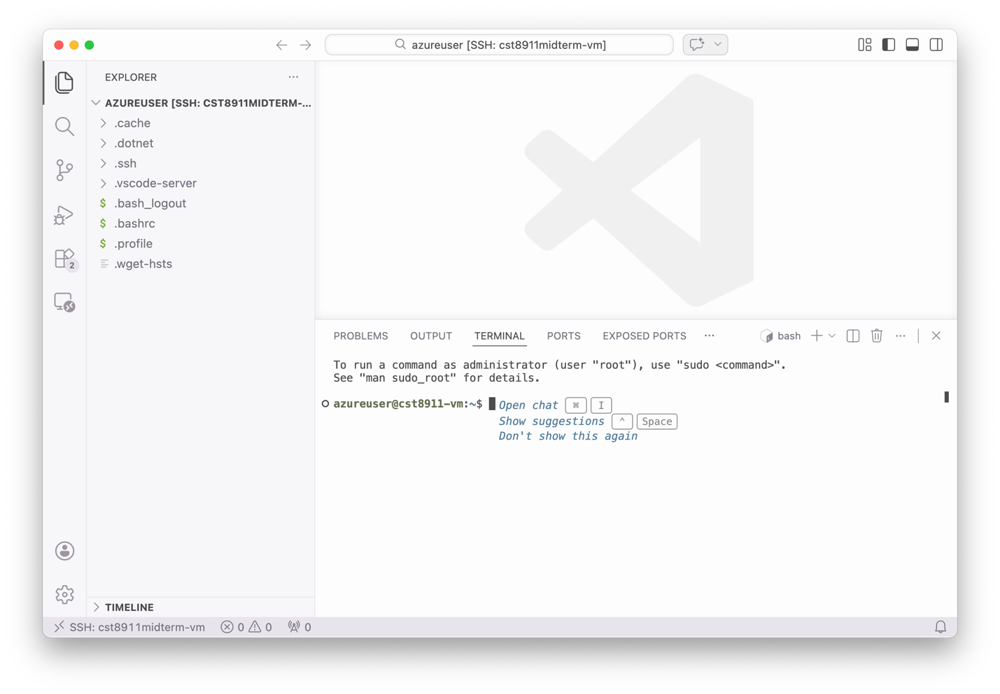 azureuser [SSH: cst8911midterm-vm]
EXPLORER
AZUREUSER [SSH: CST8911MIDTERM-...
.cache
.dotnet
.ssh
.vscode-server
$ .bash_logout
$ .bashrc
$ .profile
.wget-hsts
2
PROBLEMS OUTPUT TERMINAL PORTS EXPOSED PORTS ... bash
To run a command as administrator (user "root"), use "sudo <command>".
See "man sudo_root" for details.
azureuser@cst8911-vm:~$ Open chat ⌘ I
Show suggestions ^ Space
Don't show this again
TIMELINE
SSH: cst8911midterm-vm 0 0 0